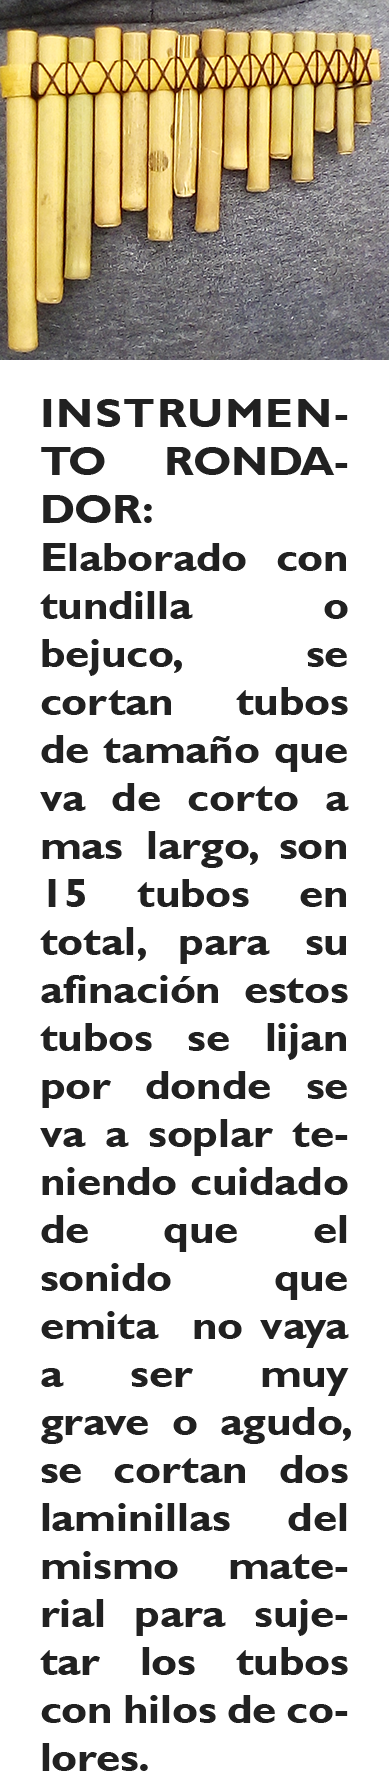 INSTRUMEN-
TO RONDA-
DOR:
Elaborado con
tundilla o
bejuco, se
cortan tubos
de tamaño que
va de corto a
mas largo, son
15 tubos en
total, para su
afinación estos
tubos se lijan
por donde se
va a soplar te-
niendo cuidado
de que el
sonido que
emita no vaya
a ser muy
grave o agudo,
se cortan dos
laminillas del
mismo mate-
rial para suje-
tar los tubos
con hilos de co-
lores.